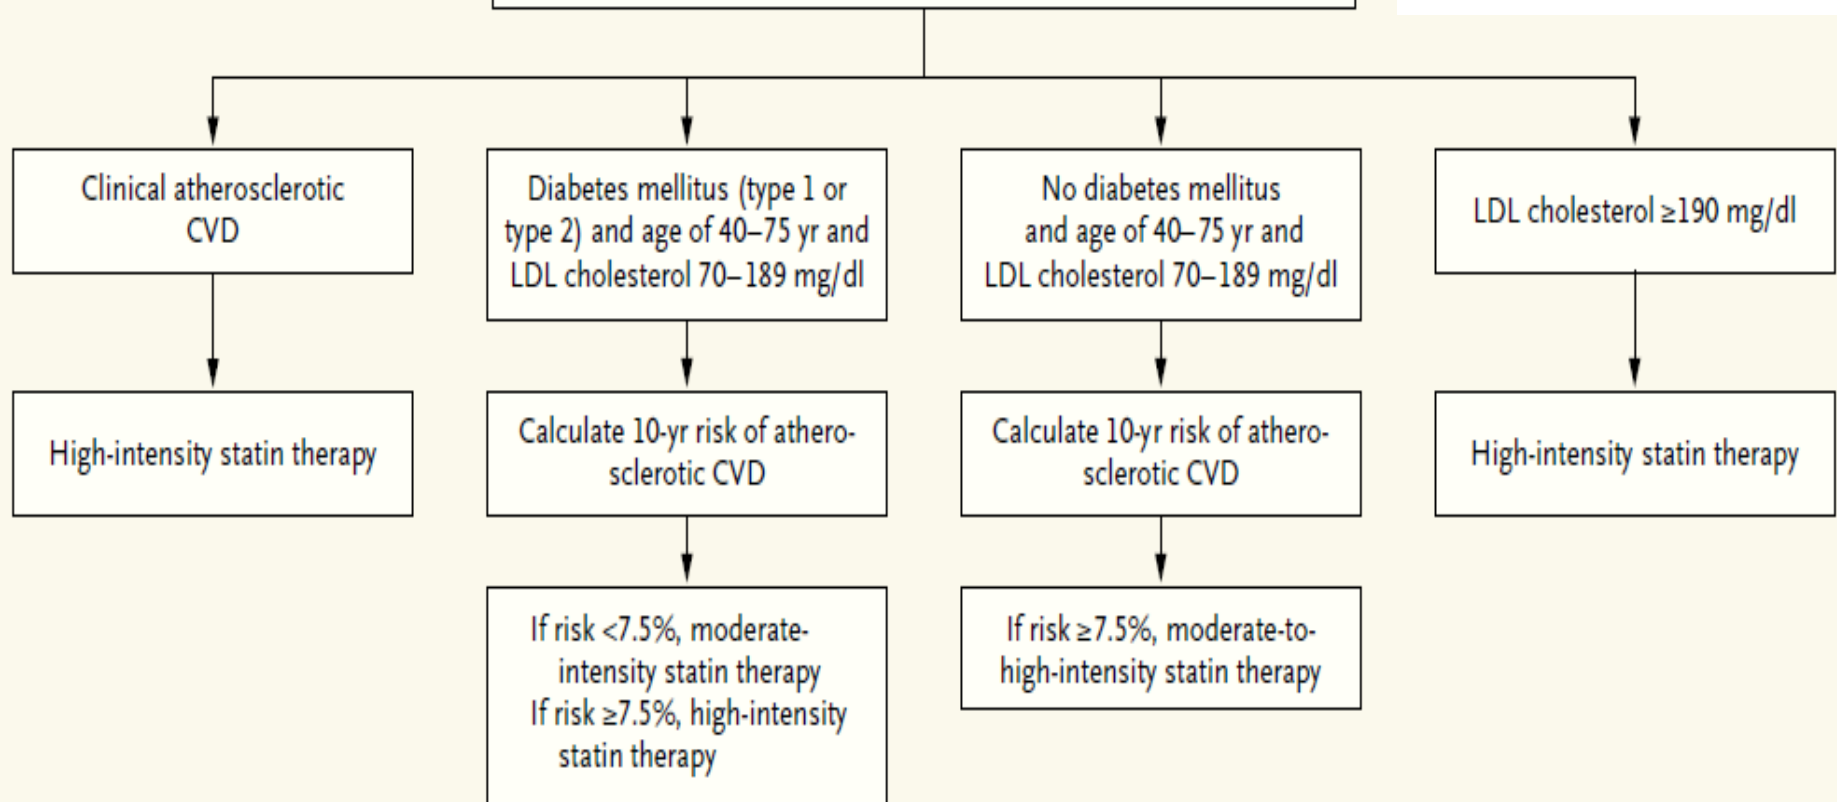 Clinical atherosclerotic
CVD
Diabetes mellitus (type 1 or
type 2) and age of 40–75 yr and
LDL cholesterol 70–189 mg/dl
No diabetes mellitus
and age of 40–75 yr and
LDL cholesterol 70–189 mg/dl
LDL cholesterol ≥190 mg/dl
High-intensity statin therapy
Calculate 10-yr risk of athero-
sclerotic CVD
Calculate 10-yr risk of athero-
sclerotic CVD
High-intensity statin therapy
If risk <7.5%, moderate-
intensity statin therapy
If risk ≥7.5%, high-intensity
statin therapy
If risk ≥7.5%, moderate-to-
high-intensity statin therapy